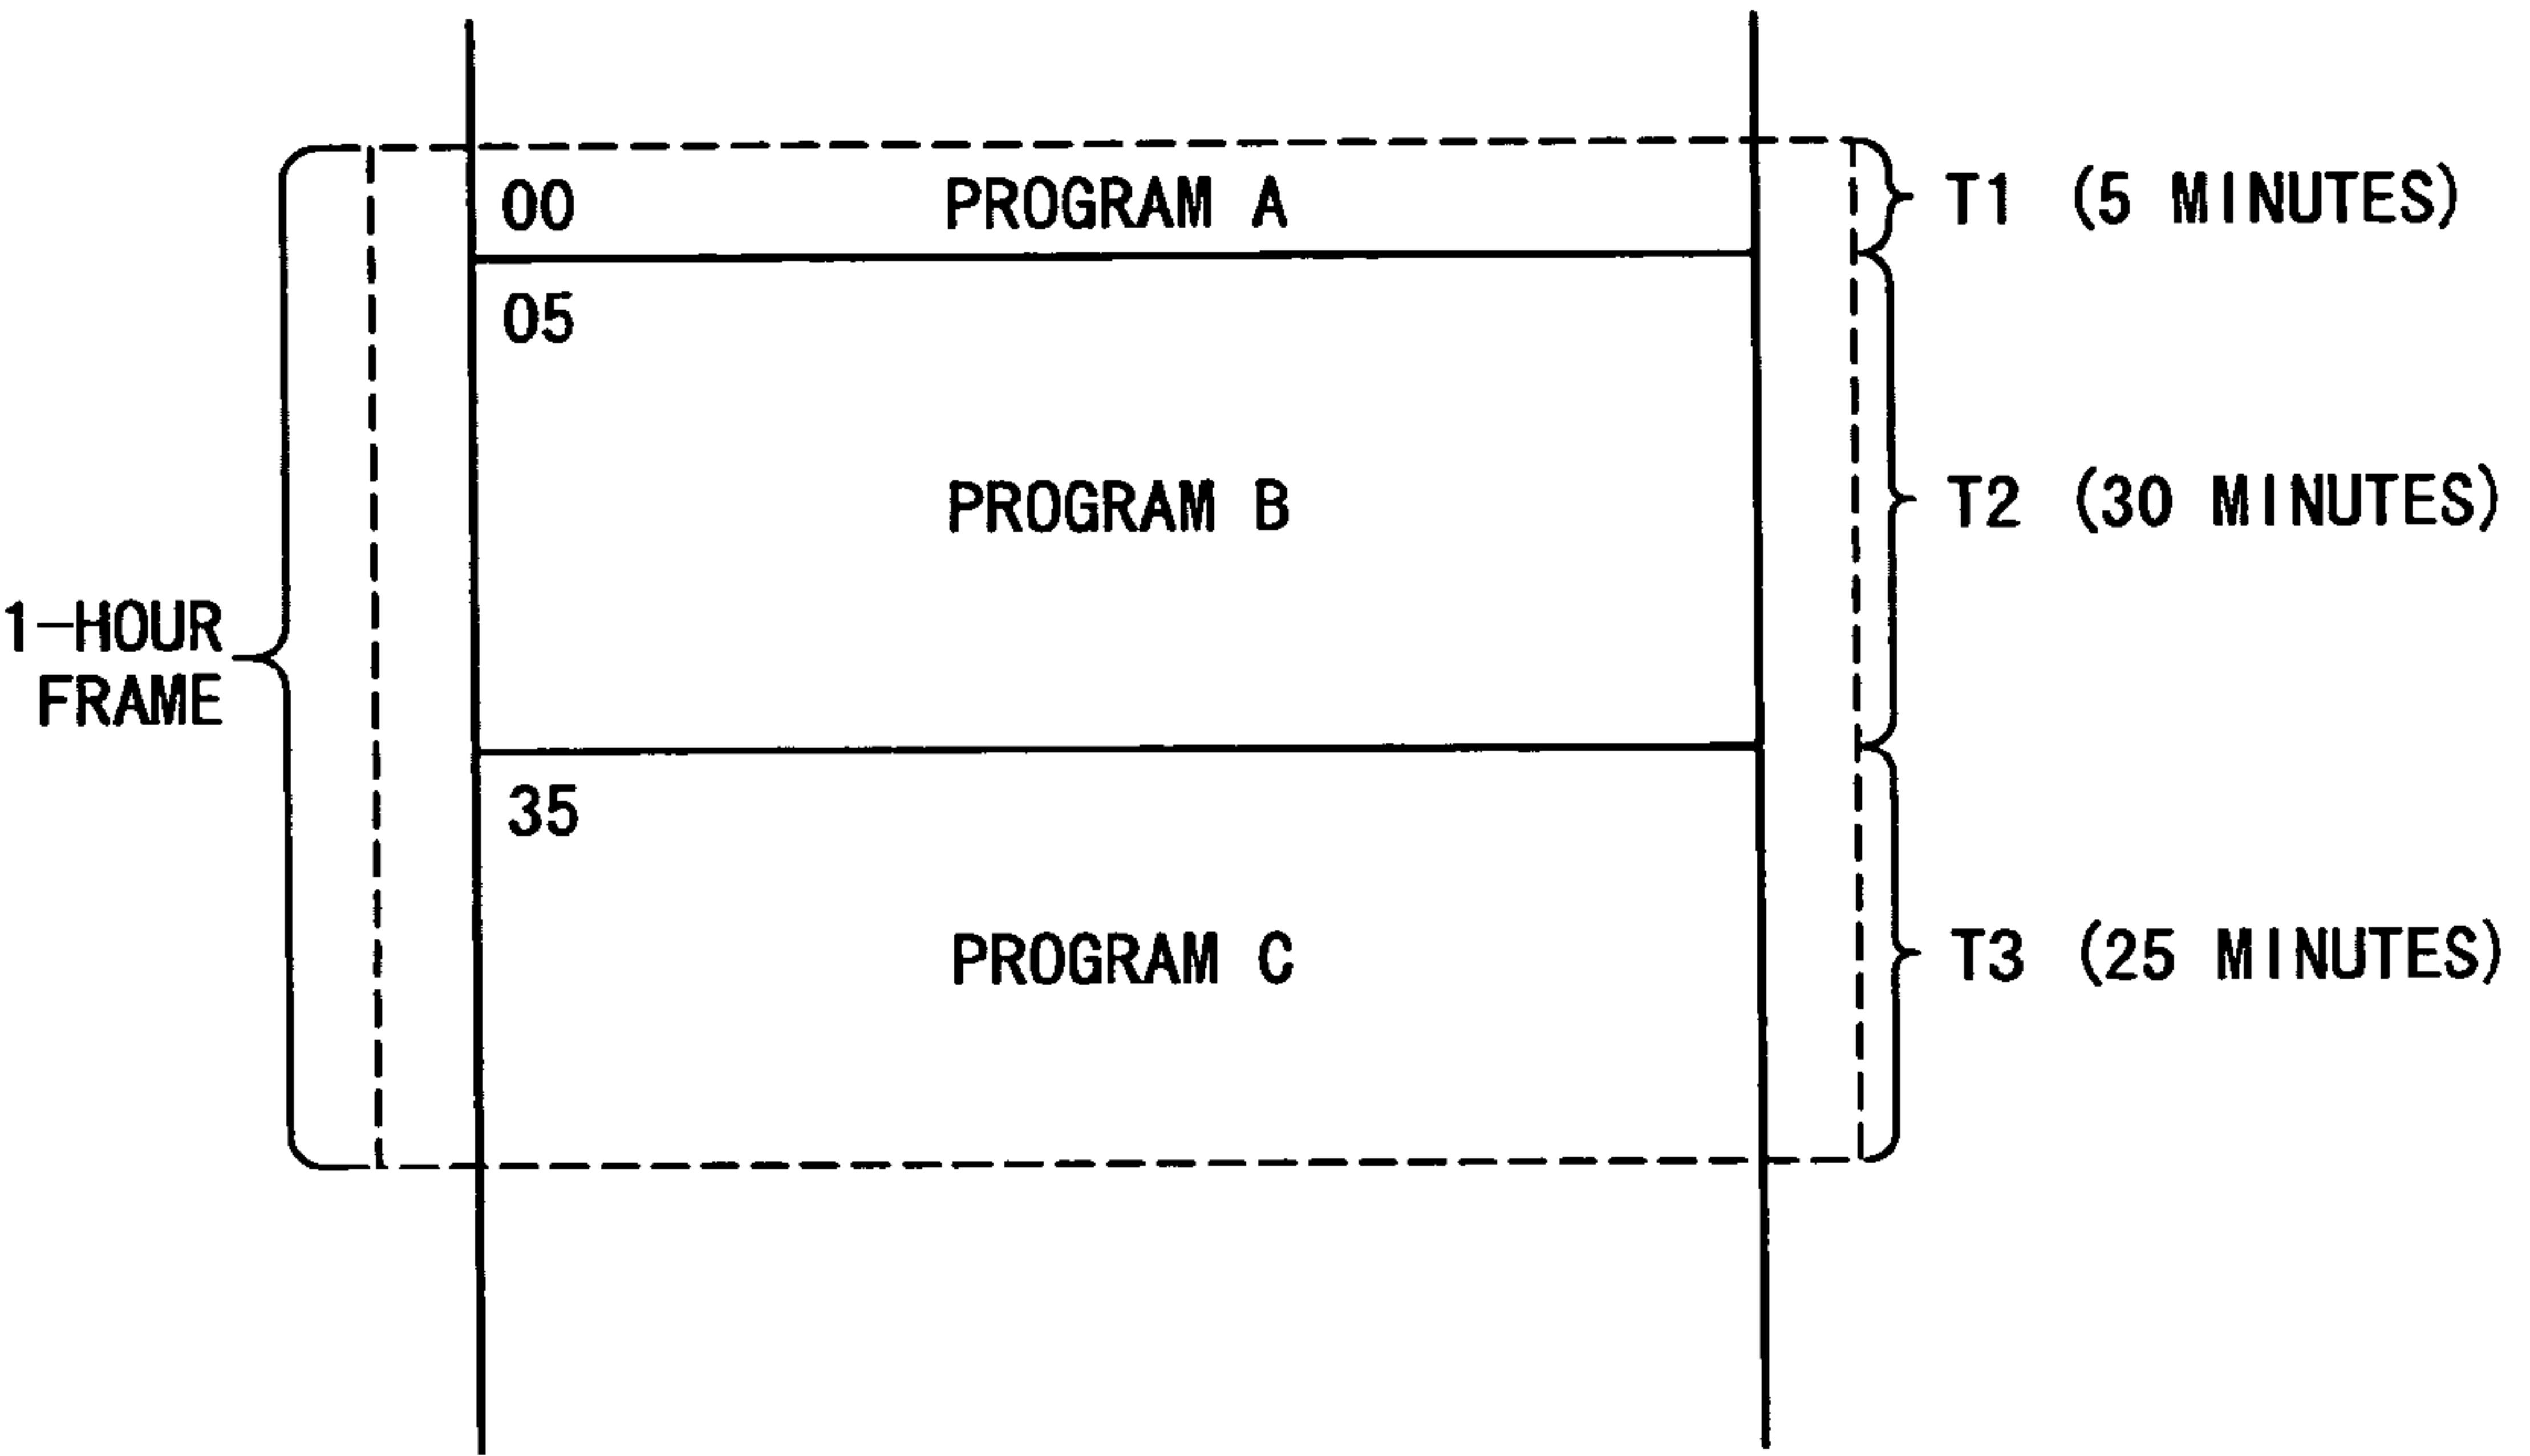 00
PROGRAM A
T1 (5 MINUTES)
05
PROGRAM B
T2 (30 MINUTES)
1-HOUR
FRAME
35
PROGRAM C
T3 (25 MINUTES)